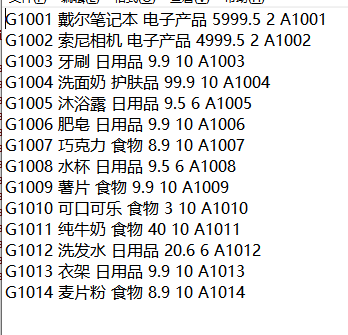 G1001 戴尔笔记本 电子产品 5999.5 2 A1001
G1002 索尼相机 电子产品 4999.5 2 A1002
G1003 牙刷 日用品 9.9 10 A1003
G1004 洗面奶 护肤品 99.9 10 A1004
G1005 沐浴露 日用品 9.5 6 A1005
G1006 肥皂 日用品 9.9 10 A1006
G1007 巧克力 食物 8.9 10 A1007
G1008 水杯 日用品 9.5 6 A1008
G1009 薯片 食物 9.9 10 A1009
G1010 可口可乐 食物 3 10 A1010
G1011 纯牛奶 食物 40 10 A1011
G1012 洗发水 日用品 20.6 6 A1012
G1013 衣架 日用品 9.9 10 A1013
G1014 麦片粉 食物 8.9 10 A1014